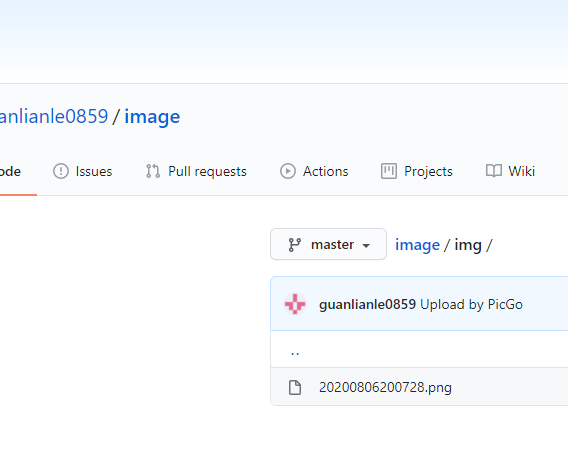 anlianle0859 / image
ode Issues Pull requests Actions Projects Wiki
master image / img /
guanlianle0859 Upload by PicGo
..
20200806200728.png